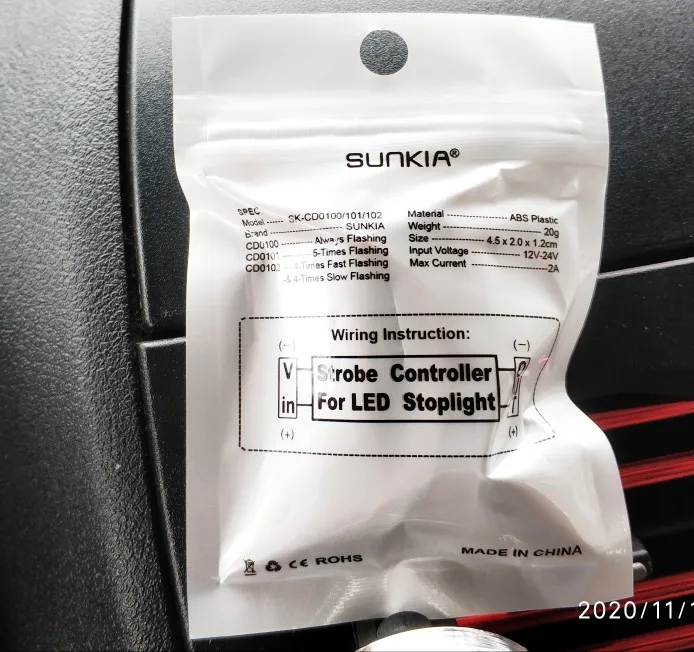 SUNKIA®
SPEC
Model ----- SK-CD0100/101/102
Brand ----- SUNKIA
CD0100 ----- Always Flashing
CD0101 ----- 5-Times Flashing
CD0102 ----- 4-Times Fast Flashing
-& 4-Times Slow Flashing
Material ----- ABS Plastic
Weight ----- 20g
Size ----- 4.5 x 2.0 x 1.2cm
Input Voltage ----- 12V-24V
Max Current ----- 2A
Wiring Instruction:
(-) (-)
V Strobe Controller
in For LED Stoplight
(+) (+)
CE ROHS
MADE IN CHINA
2020/11/1